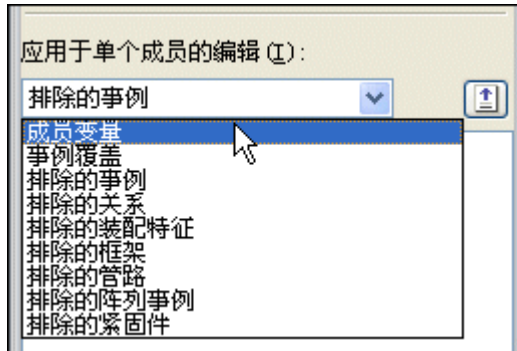 应用于单个成员的编辑(I):
排除的事例
成员变量
事例覆盖
排除的事例
排除的关系
排除的装配特征
排除的框架
排除的管路
排除的阵列事例
排除的紧固件